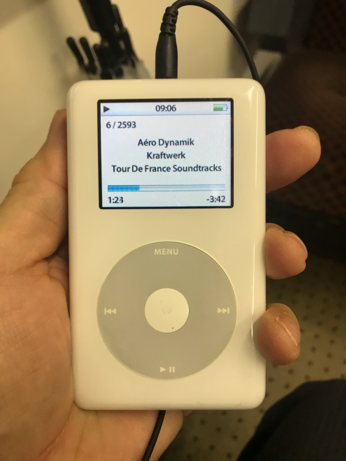 09:06
6 / 2593
Aéro Dynamik
Kraftwerk
Tour De France Soundtracks
1:23 -3:42
MENU